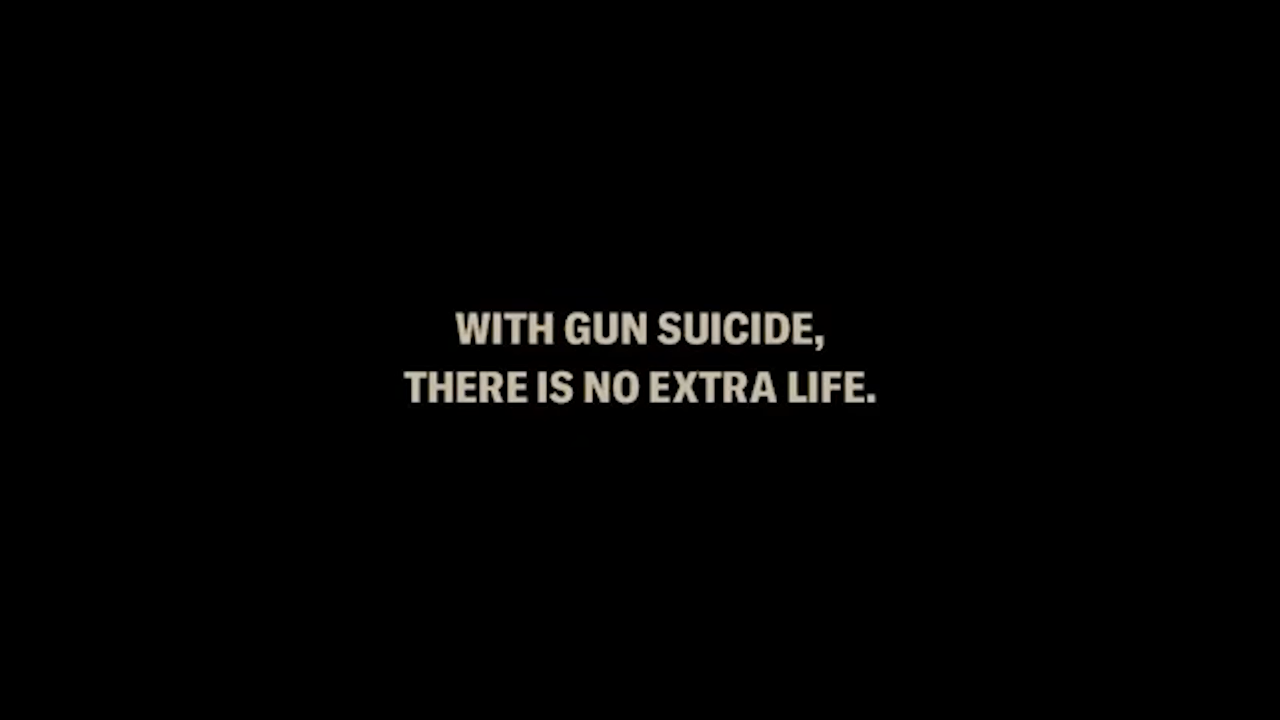 WITH GUN SUICIDE,
THERE IS NO EXTRA LIFE.